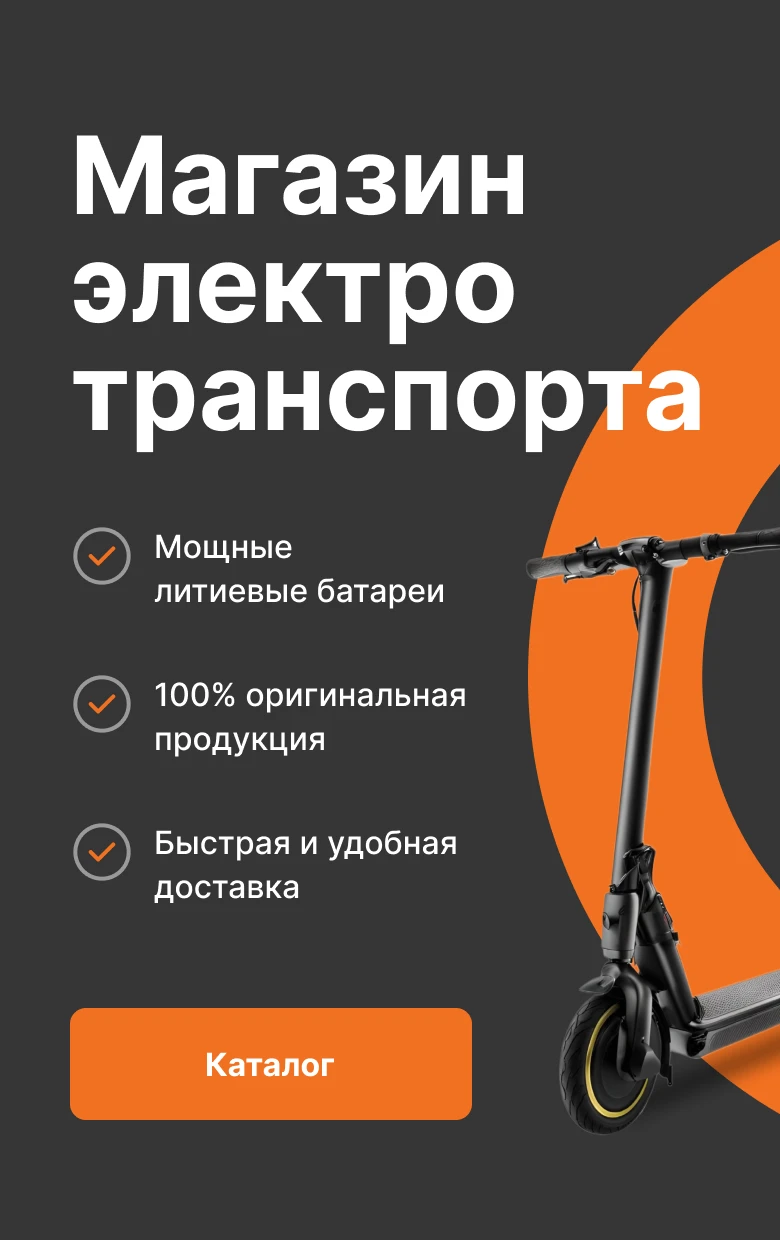 Магазин
электро
транспорта
Мощные
литиевые батареи
100% оригинальная
продукция
Быстрая и удобная
доставка
Каталог